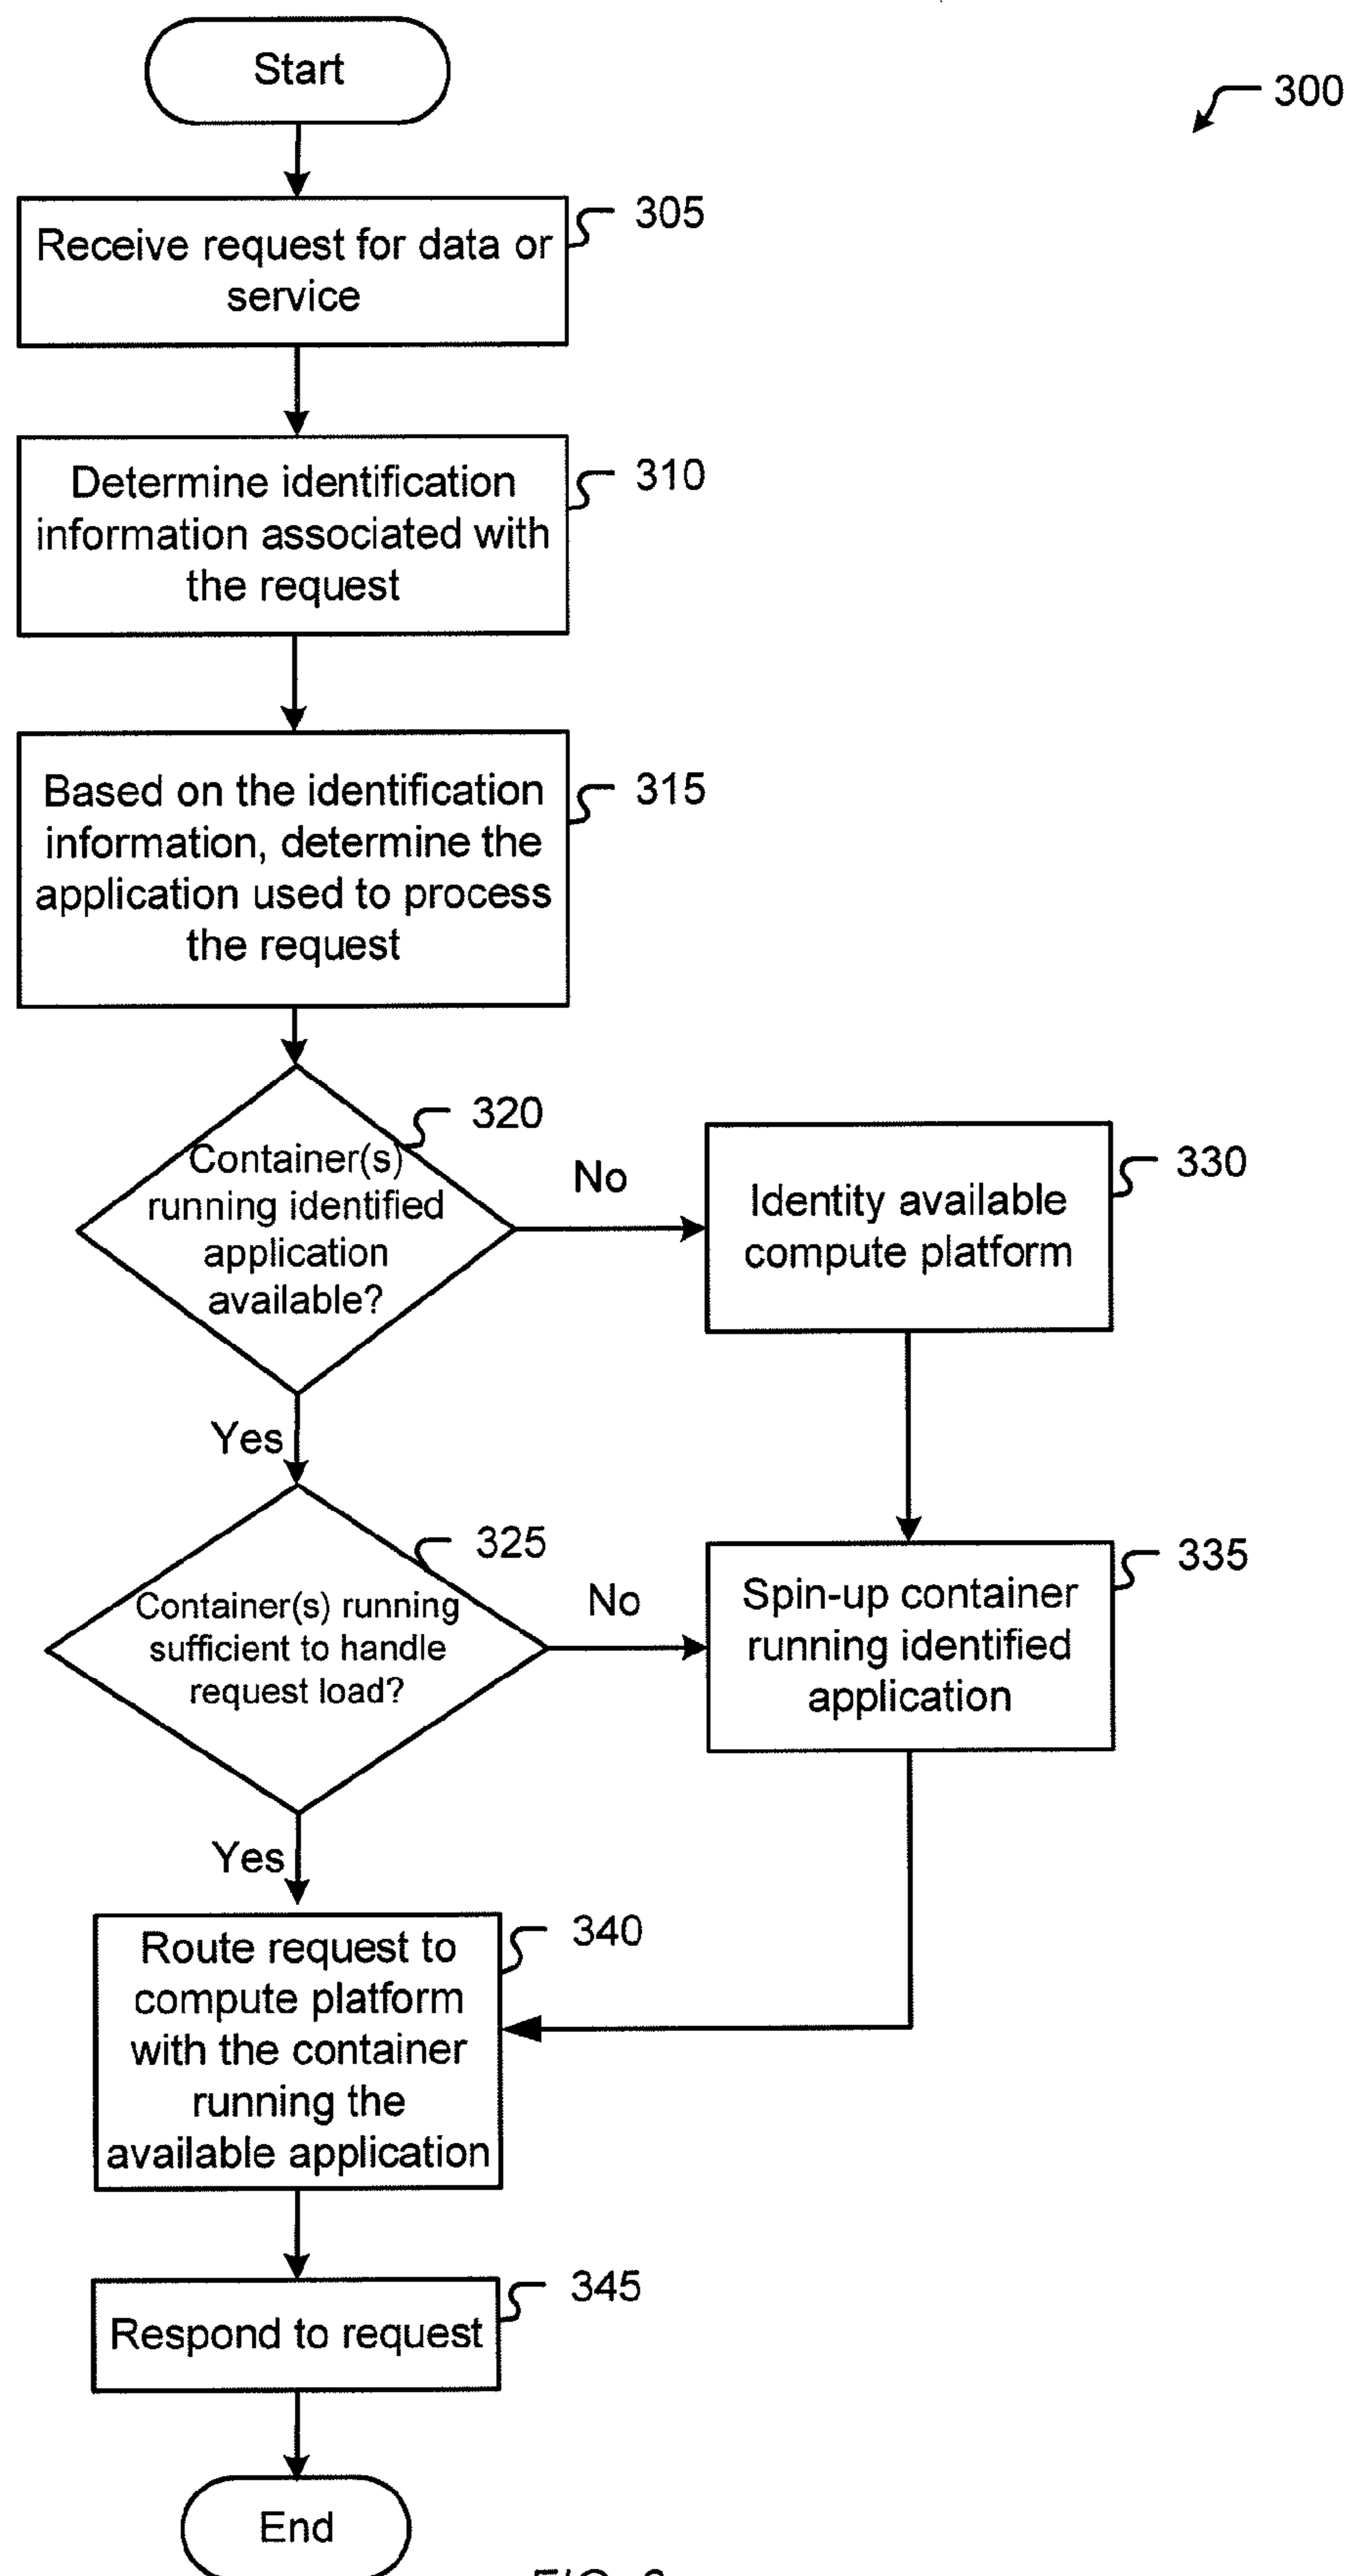 Start
300
Receive request for data or
service
305
Determine identification
information associated with
the request
310
Based on the identification
information, determine the
application used to process
the request
315
Container(s)
running identified
application
available?
320
No
Identity available
compute platform
330
Yes
Container(s) running
sufficient to handle
request load?
325
No
Spin-up container
running identified
application
335
Yes
Route request to
compute platform
with the container
running the
available application
340
Respond to request
345
End